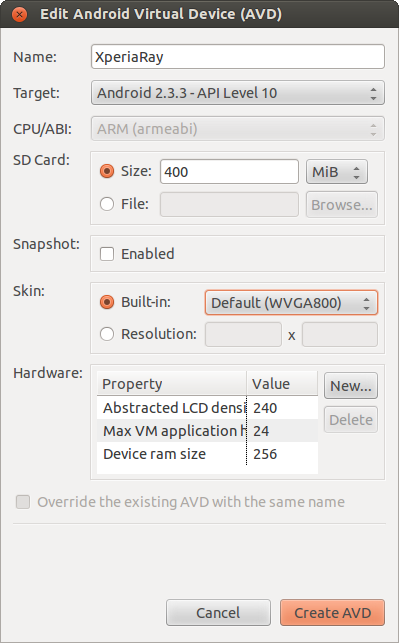 Edit Android Virtual Device (AVD)
Name: XperiaRay
Target: Android 2.3.3 - API Level 10
CPU/ABI: ARM (armeabi)
SD Card:
Size: 400 MiB
File: Browse...
Snapshot:
Enabled
Skin:
Built-in: Default (WVGA800)
Resolution: x
Hardware:
Property Value New...
Abstracted LCD densi 240
Delete
Max VM application h 24
Device ram size 256
Override the existing AVD with the same name
Cancel Create AVD